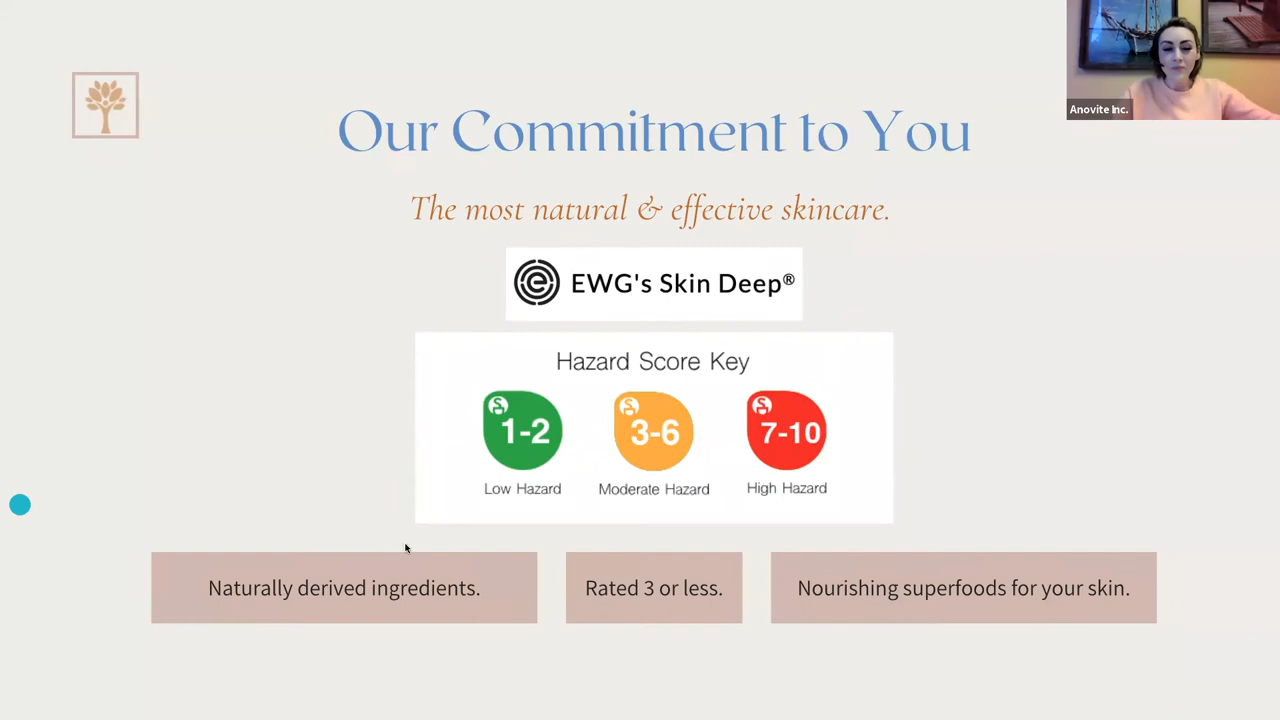 Our Commitment to You
The most natural & effective skincare.
EWG's Skin Deep®
Hazard Score Key
1-2
3-6
7-10
Low Hazard
Moderate Hazard
High Hazard
Naturally derived ingredients.
Rated 3 or less.
Nourishing superfoods for your skin.
Anovite Inc.